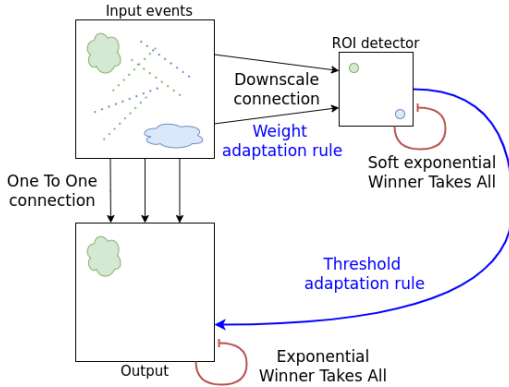 Input events
ROI detector
Downscale
connection
Weight
adaptation rule
Soft exponential
Winner Takes All
One To One
connection
Threshold
adaptation rule
Output
Exponential
Winner Takes All